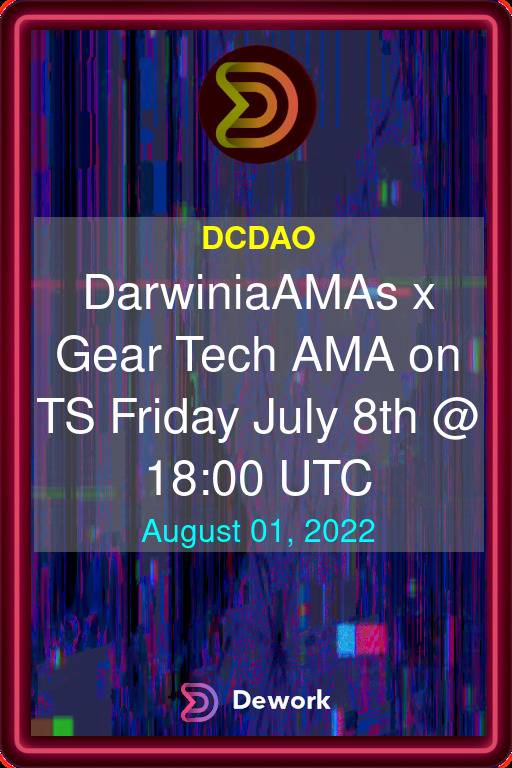 DCDAO
DarwiniaAMAs x
Gear Tech AMA on
TS Friday July 8th @
18:00 UTC
August 01, 2022
Dework